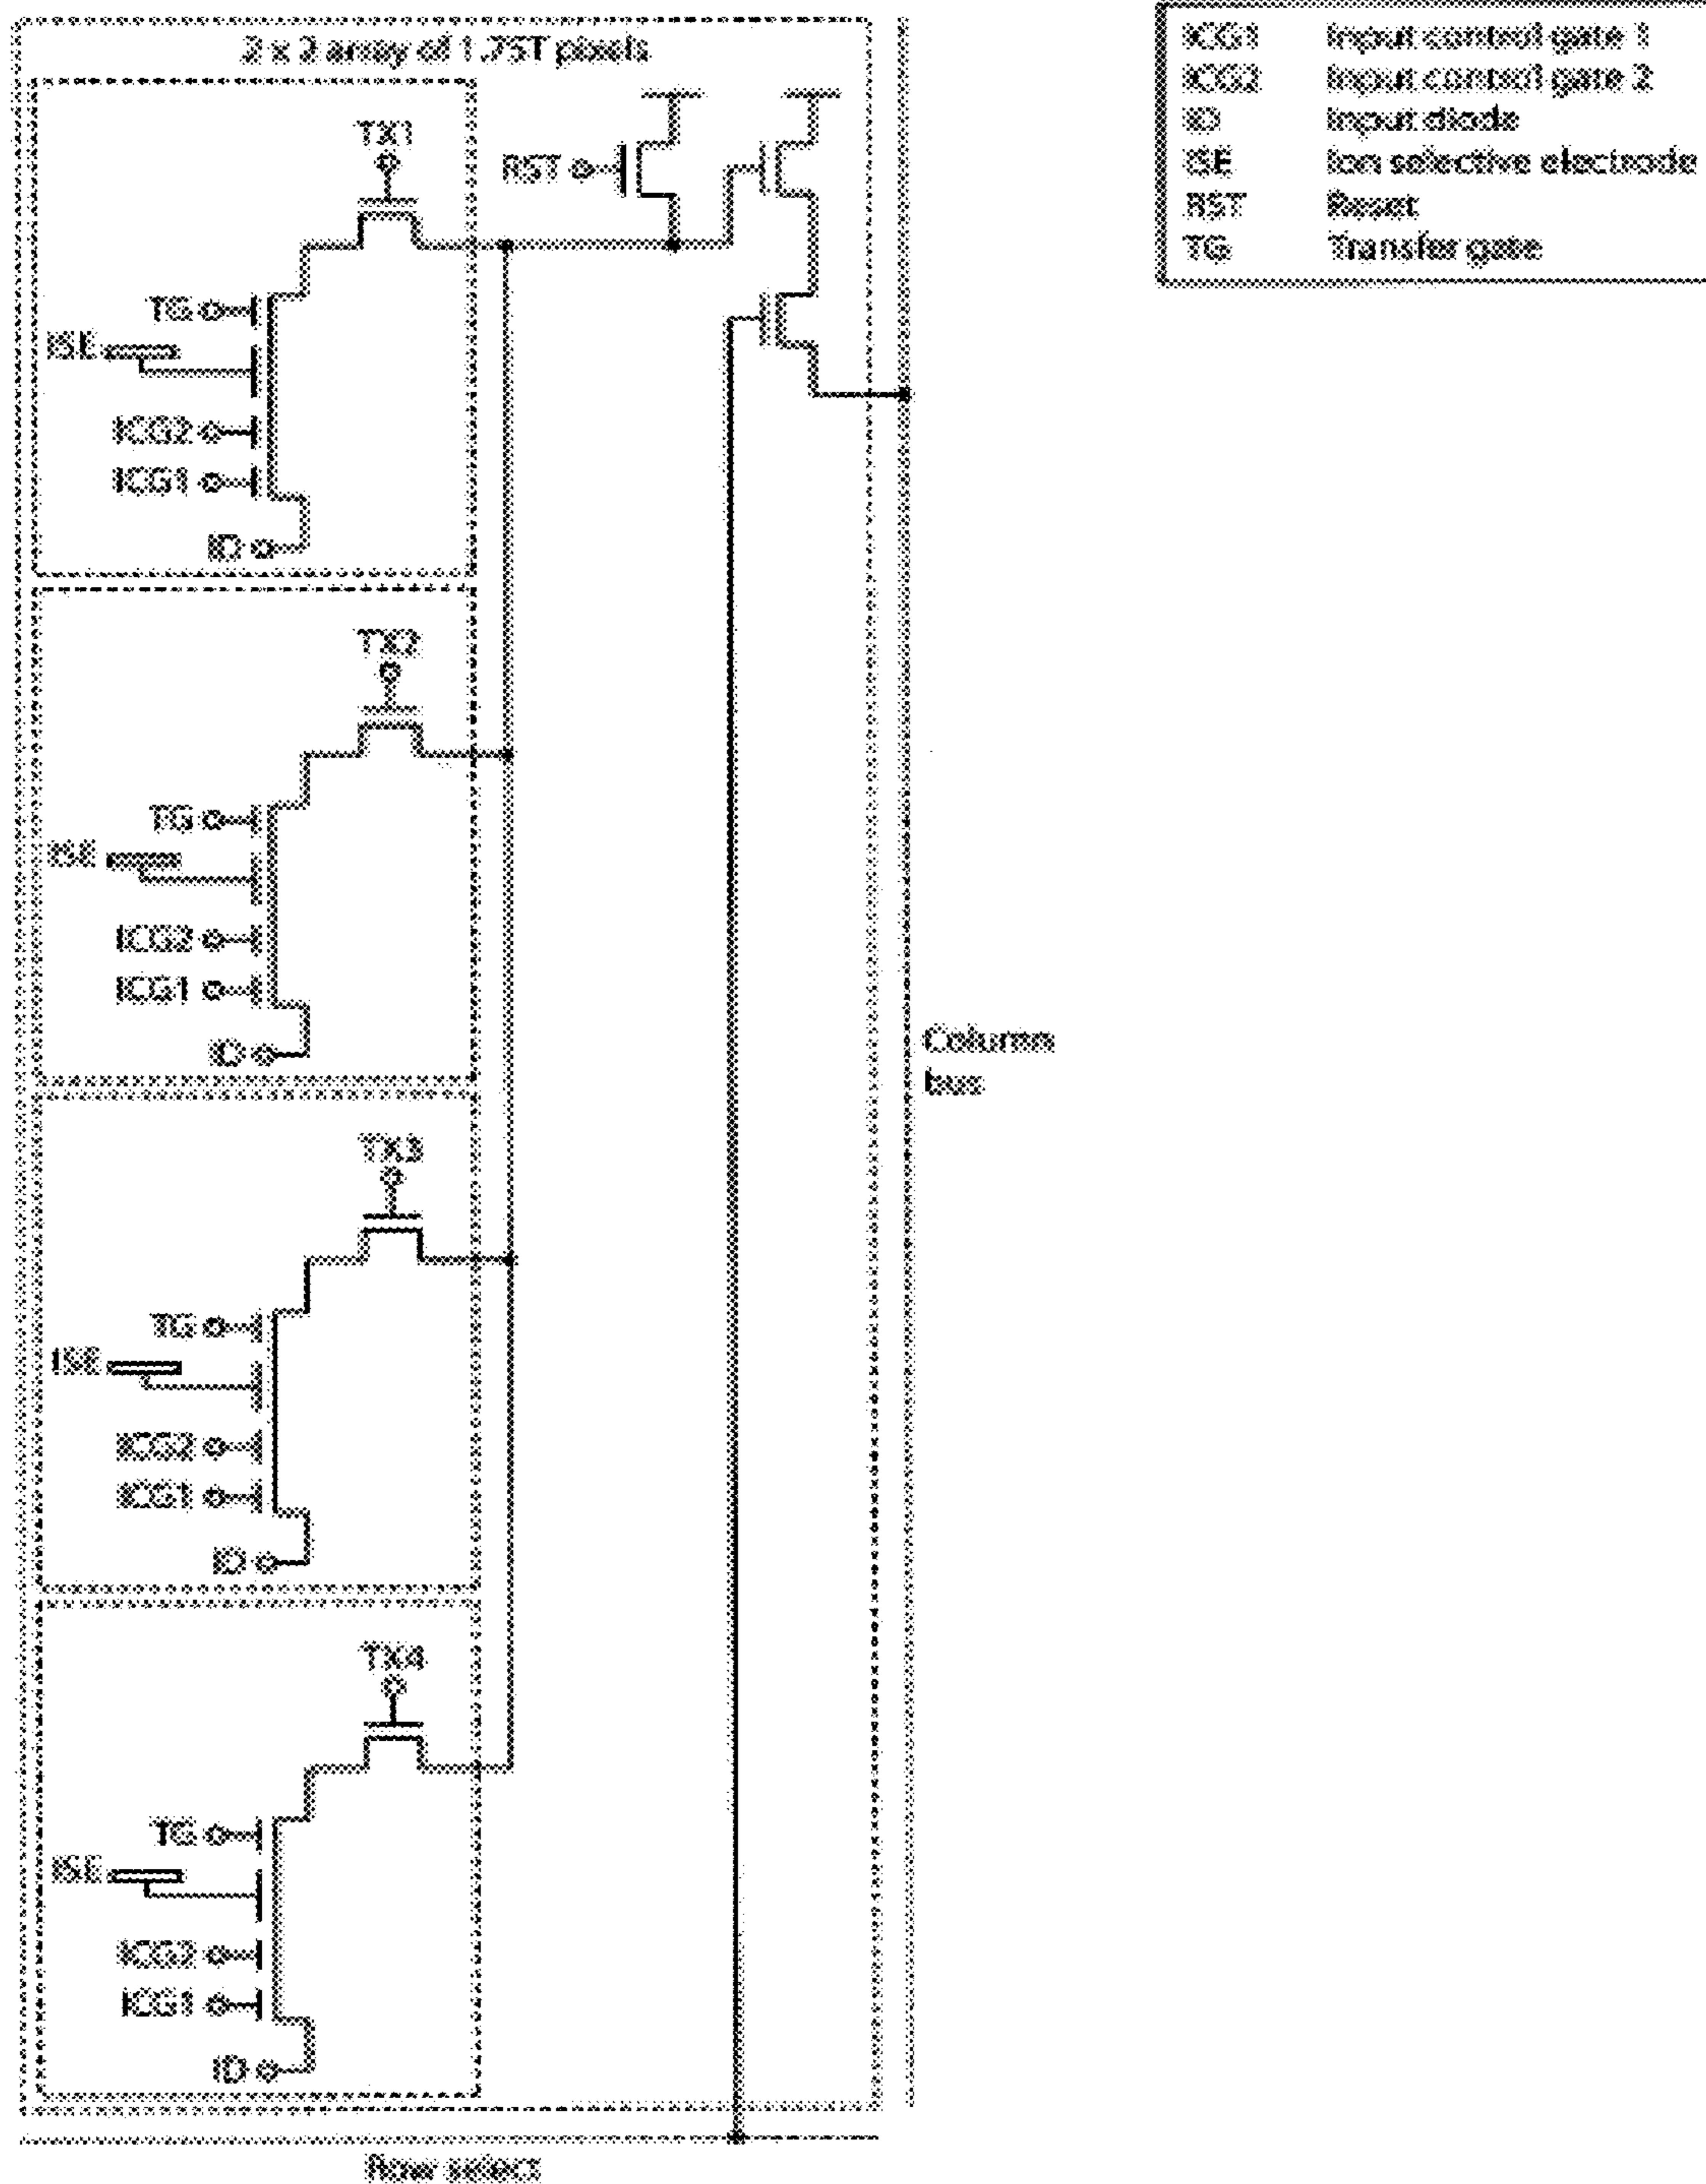 2 x 2 array of 1.75T pixels
ICG1 Input control gate 1
ICG2 Input control gate 2
ID Input diode
ISE Ion selective electrode
RST Reset
TG Transfer gate
TX1
RST
TG
ISE
ICG2
ICG1
ID
TX2
TG
ISE
ICG2
ICG1
ID
Column
bus
TX3
TG
ISE
ICG2
ICG1
ID
TX4
TG
ISE
ICG2
ICG1
ID
Row select